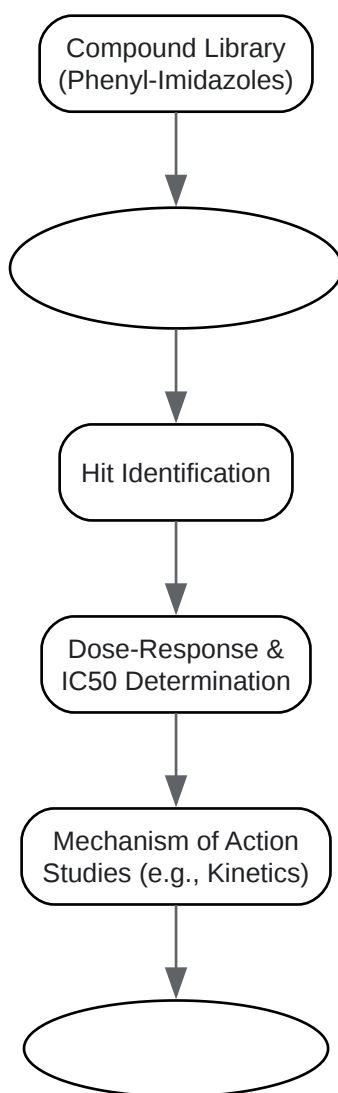 Compound Library
(Phenyl-Imidazoles)
Hit Identification
Dose-Response &
IC50 Determination
Mechanism of Action
Studies (e.g., Kinetics)